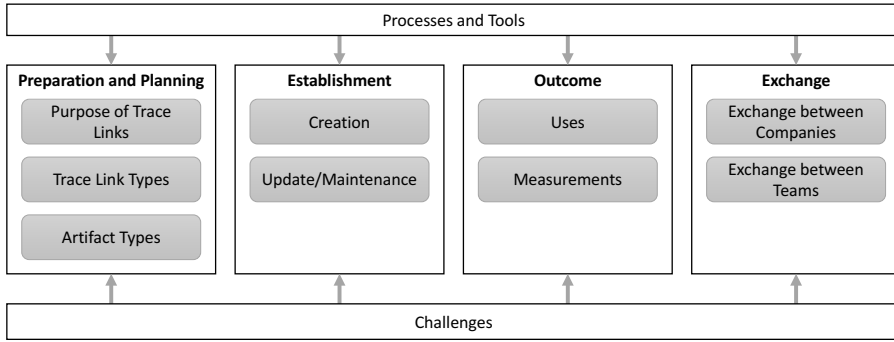 Processes and Tools
Preparation and Planning
Purpose of Trace
Links
Trace Link Types
Artifact Types
Establishment
Creation
Update/Maintenance
Outcome
Uses
Measurements
Exchange
Exchange between
Companies
Exchange between
Teams
Challenges